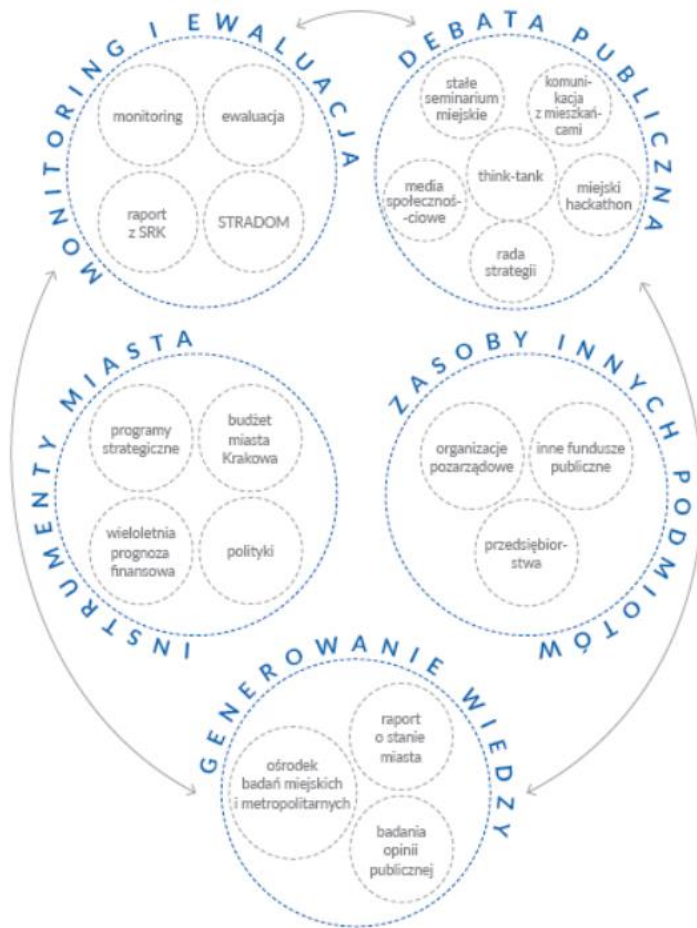 MONITORING I EWALUACJA
monitoring
ewaluacja
raport
z SRK
STRADOM
DEBATA PUBLICZNA
stałe
seminarium
miejskie
komuni-
kacja
z mieszkań-
cami
think-tank
media
społecznoś-
-ciowe
miejski
hackathon
rada
strategii
INSTRUMENTY MIASTA
programy
strategiczne
budżet
miasta
Krakowa
wieloletnia
prognoza
finansowa
polityki
ZASOBY INNYCH PODMIOTÓW
organizacje
pozarządowe
inne fundusze
publiczne
przedsiębior-
stwa
GENEROWANIE WIEDZY
raport
o stanie
miasta
ośrodek
badań miejskich
i metropolitarnych
badania
opinii
publicznej